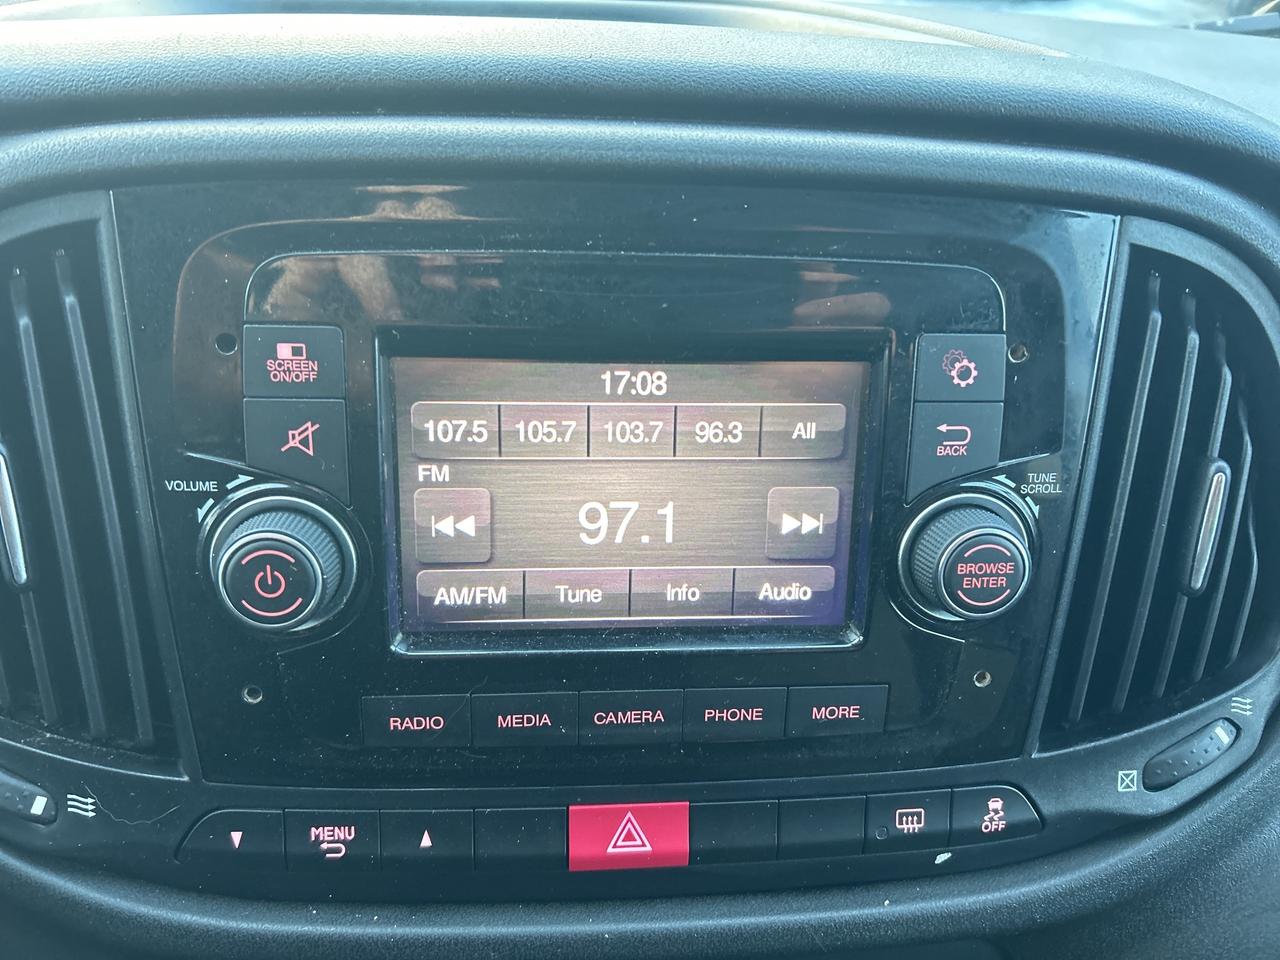 SCREEN
ON/OFF
VOLUME
17:08
107.5 105.7 103.7 96.3 All
FM
97.1
AM/FM Tune Info Audio
BACK
TUNE
SCROLL
BROWSE
ENTER
RADIO MEDIA CAMERA PHONE MORE
MENU
OFF